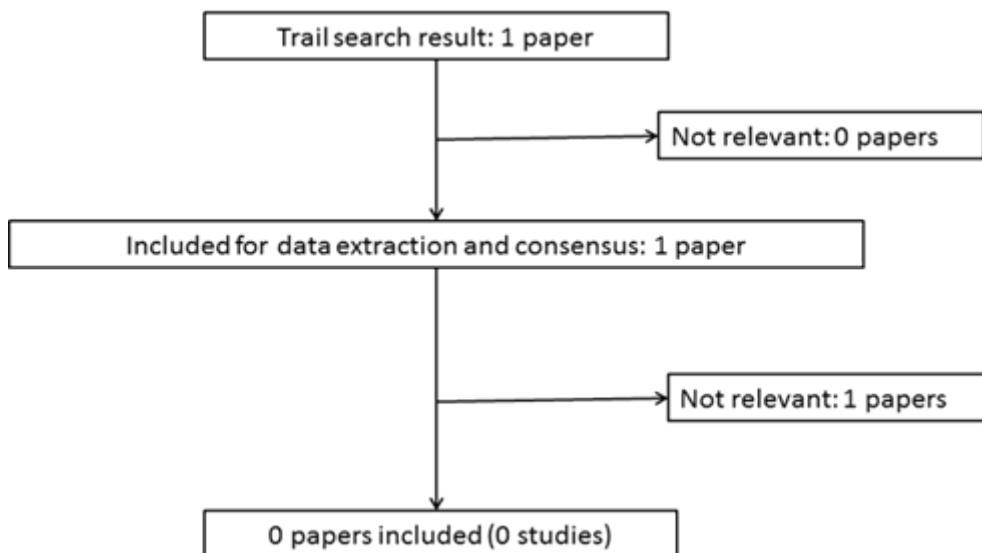 Trail search result: 1 paper
Not relevant: 0 papers
Included for data extraction and consensus: 1 paper
Not relevant: 1 papers
0 papers included (0 studies)